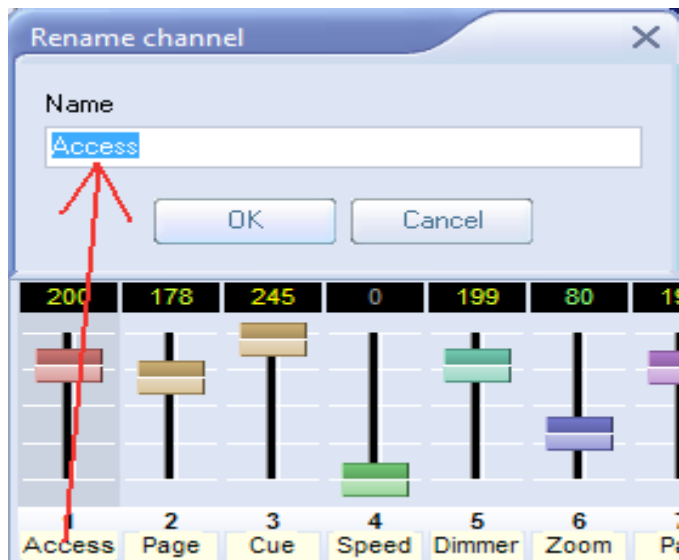 Rename channel
Name
Access
OK Cancel
200 178 245 0 199 80
1 2 3 4 5 6
Access Page Cue Speed Dimmer Zoom